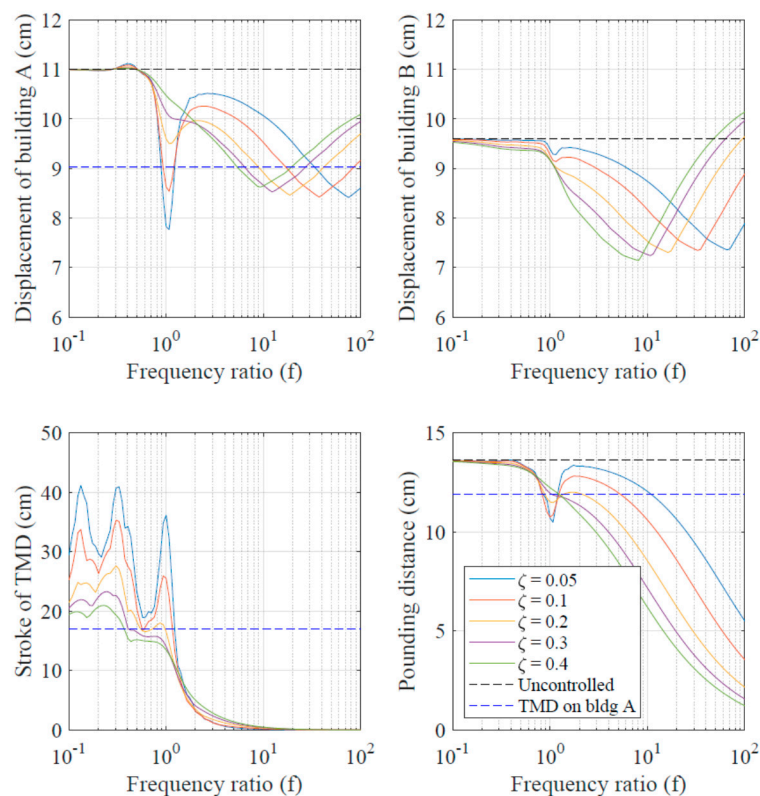 12
11
10
9
8
7
6
Displacement of building A (cm)
10^-1 10^0 10^1 10^2
Frequency ratio (f)
12
11
10
9
8
7
6
Displacement of building B (cm)
10^-1 10^0 10^1 10^2
Frequency ratio (f)
50
40
30
20
10
0
Stroke of TMD (cm)
10^-1 10^0 10^1 10^2
Frequency ratio (f)
15
10
5
0
Pounding distance (cm)
ζ = 0.05
ζ = 0.1
ζ = 0.2
ζ = 0.3
ζ = 0.4
Uncontrolled
TMD on bldg A
10^-1 10^0 10^1 10^2
Frequency ratio (f)